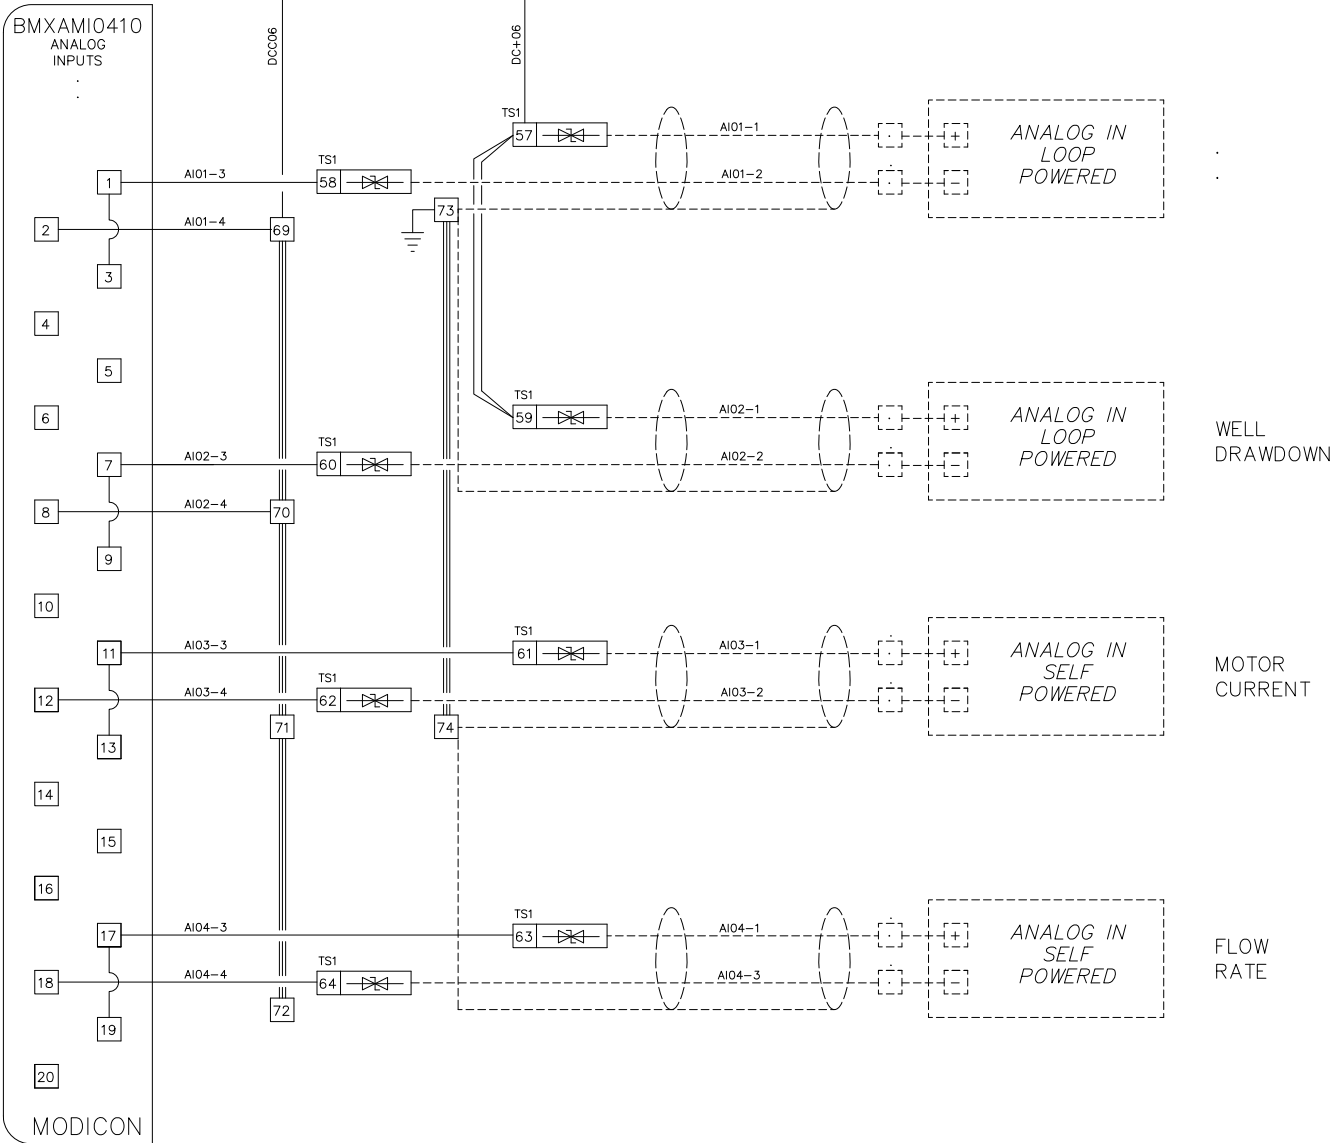 BMXAMI0410
ANALOG
INPUTS
DCC06
DC+06
TS1
57
AI01-1
+
ANALOG IN
LOOP
POWERED
TS1
58
1
AI01-3
AI01-2
-
73
2
AI01-4
69
3
4
5
TS1
59
AI02-1
+
ANALOG IN
LOOP
POWERED
WELL
DRAWDOWN
6
TS1
60
7
AI02-3
AI02-2
-
8
AI02-4
70
9
10
11
AI03-3
TS1
61
AI03-1
+
ANALOG IN
SELF
POWERED
MOTOR
CURRENT
12
AI03-4
TS1
62
AI03-2
-
71
74
13
14
15
16
17
AI04-3
TS1
63
AI04-1
+
ANALOG IN
SELF
POWERED
FLOW
RATE
18
AI04-4
TS1
64
AI04-3
-
72
19
20
MODICON